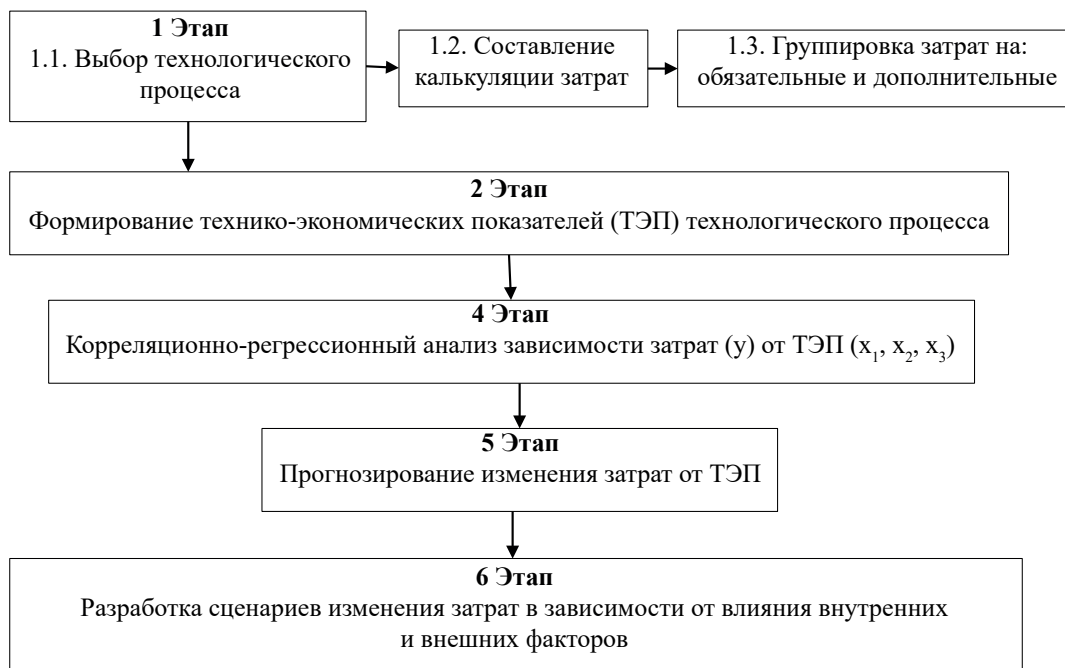 1 Этап
1.1. Выбор технологического
процесса
1.2. Составление
калькуляции затрат
1.3. Группировка затрат на:
обязательные и дополнительные
2 Этап
Формирование технико-экономических показателей (ТЭП) технологического процесса
4 Этап
Корреляционно-регрессионный анализ зависимости затрат (у) от ТЭП (x₁, x₂, x₃)
5 Этап
Прогнозирование изменения затрат от ТЭП
6 Этап
Разработка сценариев изменения затрат в зависимости от влияния внутренних
и внешних факторов